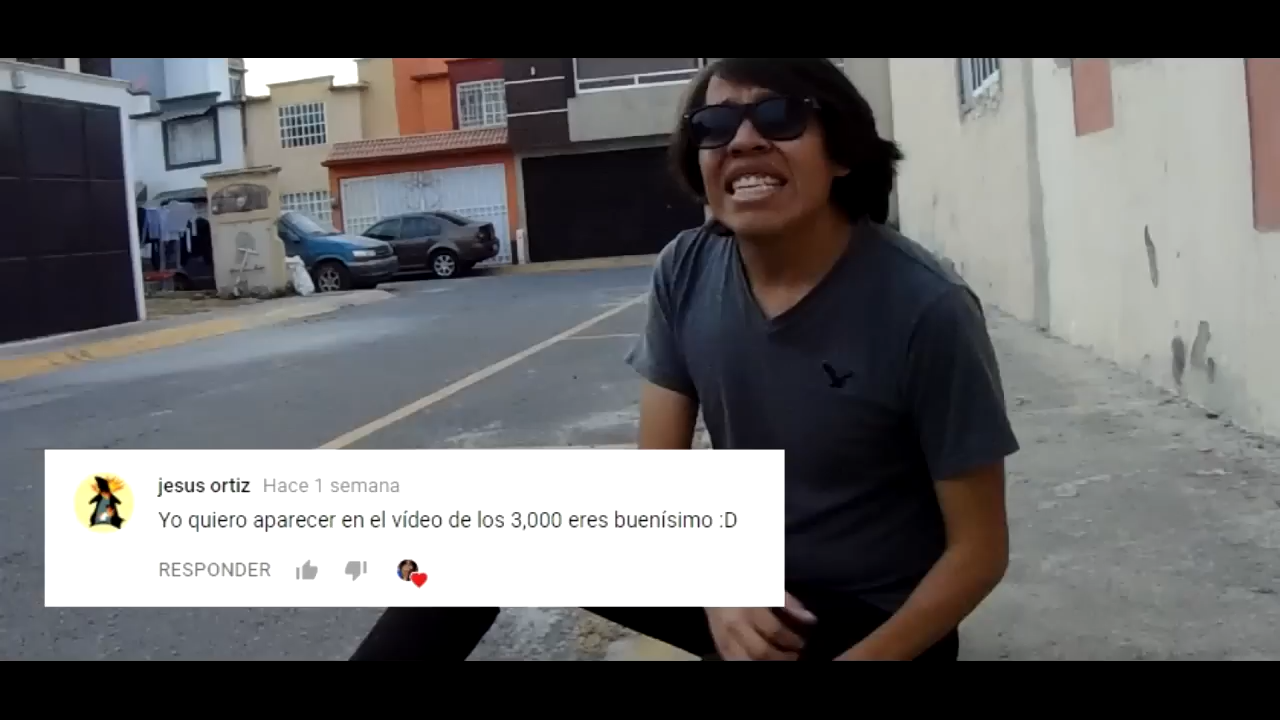 jesus ortiz Hace 1 semana
Yo quiero aparecer en el vídeo de los 3,000 eres buenísimo :D
RESPONDER